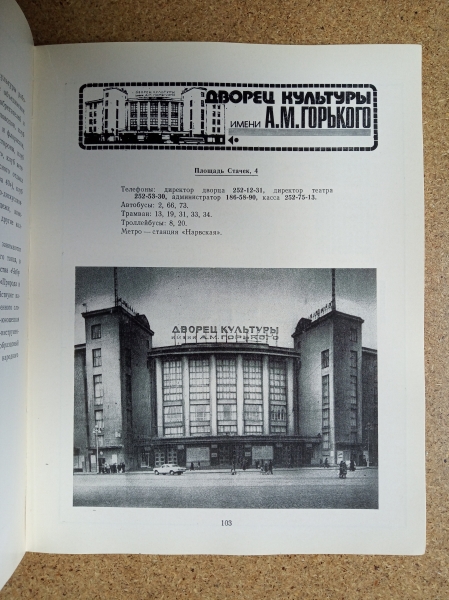 ДВОРЕЦ КУЛЬТУРЫ
ИМЕНИ А.М.ГОРЬКОГО
Площадь Стачек, 4
Телефоны: директор дворца 252-12-31, директор театра
252-53-30, администратор 186-58-90, касса 252-75-13.
Автобусы: 2, 66, 73.
Трамваи: 13, 19, 31, 33, 34.
Троллейбусы: 8, 20.
Метро — станция «Нарвская».
ДВОРЕЦ КУЛЬТУРЫ
ИМЕНИ А.М.ГОРЬКОГО
103